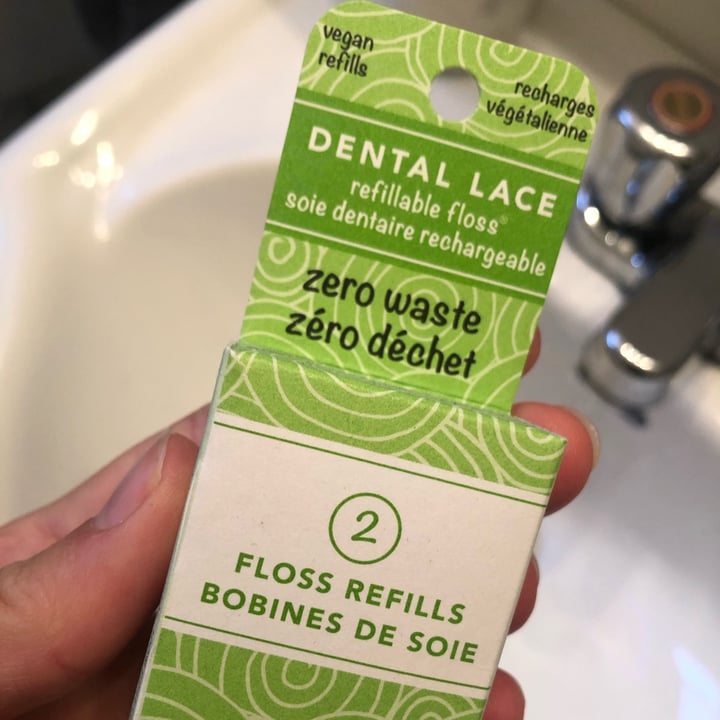 vegan
refills
recharges
végétalienne
DENTAL LACE
refillable floss®
soie dentaire rechargeable
zero waste
zéro déchet
2
FLOSS REFILLS
BOBINES DE SOIE